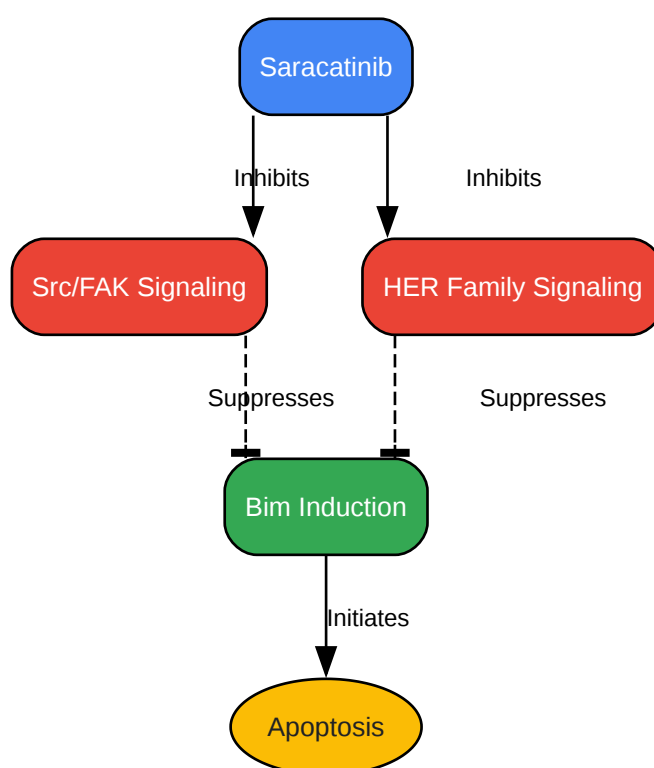 Saracatinib
Inhibits
Inhibits
Src/FAK Signaling
HER Family Signaling
Suppresses
Suppresses
Bim Induction
Initiates
Apoptosis